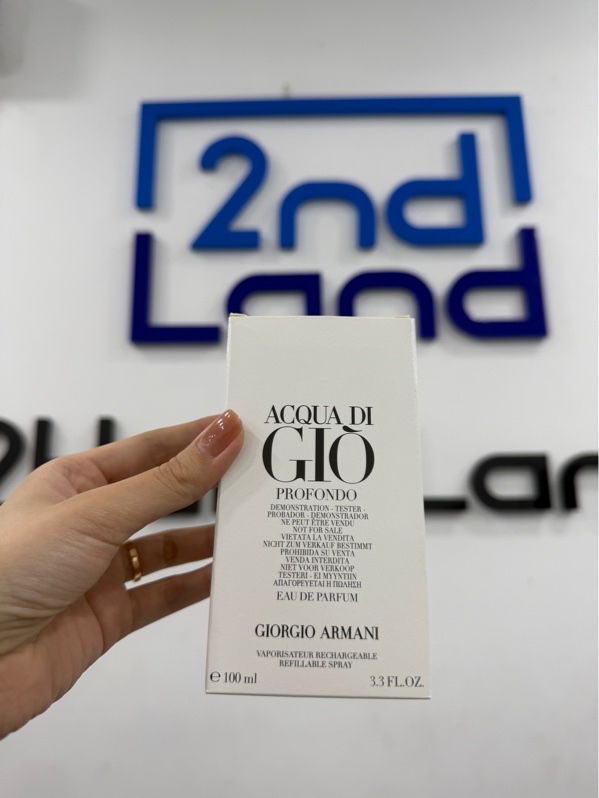 2nd
Land
ACQUA DI
GIÒ
PROFONDO
DEMONSTRATION - TESTER -
PROBADOR - DEMONSTRADOR
NE PEUT ÊTRE VENDU
NOT FOR SALE
VIETATA LA VENDITA
NICHT ZUM VERKAUF BESTIMMT
PROHIBIDA SU VENTA
VENDA INTERDITA
NIET VOOR VERKOOP
TESTERI - EI MYYNTIIN
ΑΠΑΓΟΡΕΥΕΤΑΙ Η ΠΩΛΗΣΗ
EAU DE PARFUM
GIORGIO ARMANI
VAPORISATEUR RECHARGEABLE
REFILLABLE SPRAY
℮ 100 ml 3.3 FL.OZ.